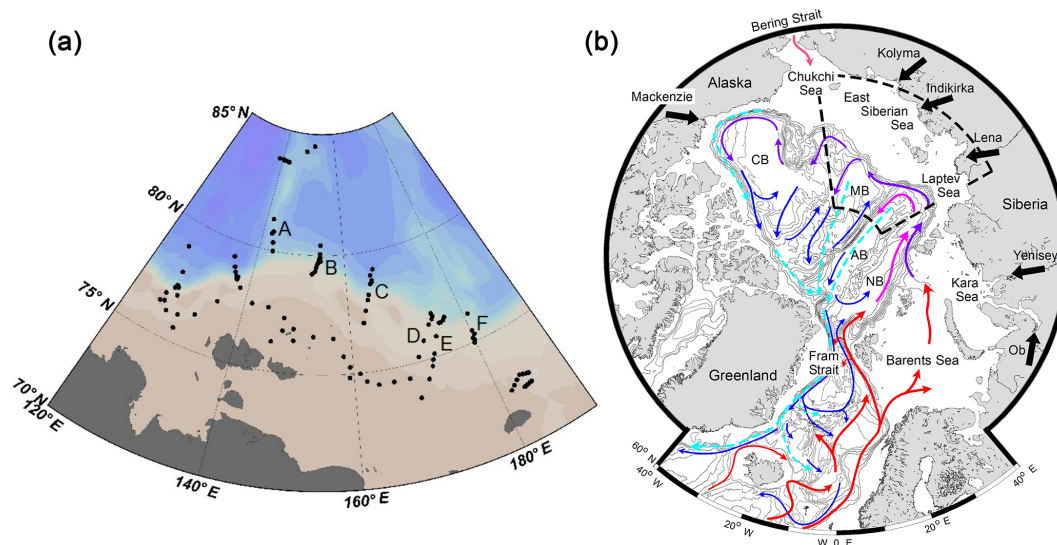 (a)
85° N
80° N
75° N
70° N
120° E
140° E
160° E
180° E
A
B
C
D
E
F
(b)
Bering Strait
Kolyma
Alaska
Chukchi
Sea
Indikirka
Mackenzie
East
Siberian
Sea
Lena
CB
Laptev
Sea
MB
Siberia
AB
NB
Yenisey
Kara
Sea
Ob
Fram
Strait
Barents Sea
Greenland
60° N
40° W
20° W
W 0 E
20° E
40° E